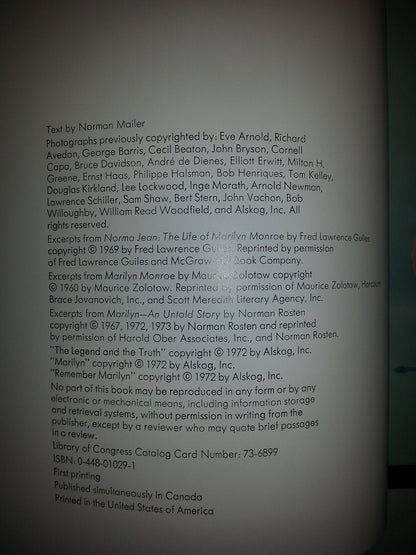 Text by Norman Mailer
Photographs previously copyrighted by: Eve Arnold, Richard
Avedon, George Barris, Cecil Beaton, John Bryson, Cornell
Capa, Bruce Davidson, André de Dienes, Elliott Erwitt, Milton H.
Greene, Ernst Haas, Philippe Halsman, Bob Henriques, Tom Kelley,
Douglas Kirkland, Lee Lockwood, Inge Morath, Arnold Newman,
Lawrence Schiller, Sam Shaw, Bert Stern, John Vachon, Bob
Willoughby, William Read Woodfield, and Alskog, Inc. All
rights reserved.
Excerpts from Norma Jean: The Life of Marilyn Monroe by Fred Lawrence Guiles
copyright © 1969 by Fred Lawrence Guiles. Reprinted by permission
of Fred Lawrence Guiles and McGraw-Hill Book Company.
Excerpts from Marilyn Monroe by Maurice Zolotow copyright
© 1960 by Maurice Zolotow. Reprinted by permission of Maurice Zolotow, Harcourt
Brace Jovanovich, Inc., and Scott Meredith Literary Agency, Inc.
Excerpts from Marilyn—An Untold Story by Norman Rosten
copyright © 1967, 1972, 1973 by Norman Rosten and reprinted
by permission of Harold Ober Associates, Inc., and Norman Rosten.
"The Legend and the Truth" copyright © 1972 by Alskog, Inc.
"Marilyn" copyright © 1972 by Alskog, Inc.
"Remember Marilyn" copyright © 1972 by Alskog, Inc.
No part of this book may be reproduced in any form or by any
electronic or mechanical means, including information storage
and retrieval systems, without permission in writing from the
publisher, except by a reviewer who may quote brief passages
in a review.
Library of Congress Catalog Card Number: 73-6899
ISBN: 0-448-01029-1
First printing
Published simultaneously in Canada
Printed in the United States of America